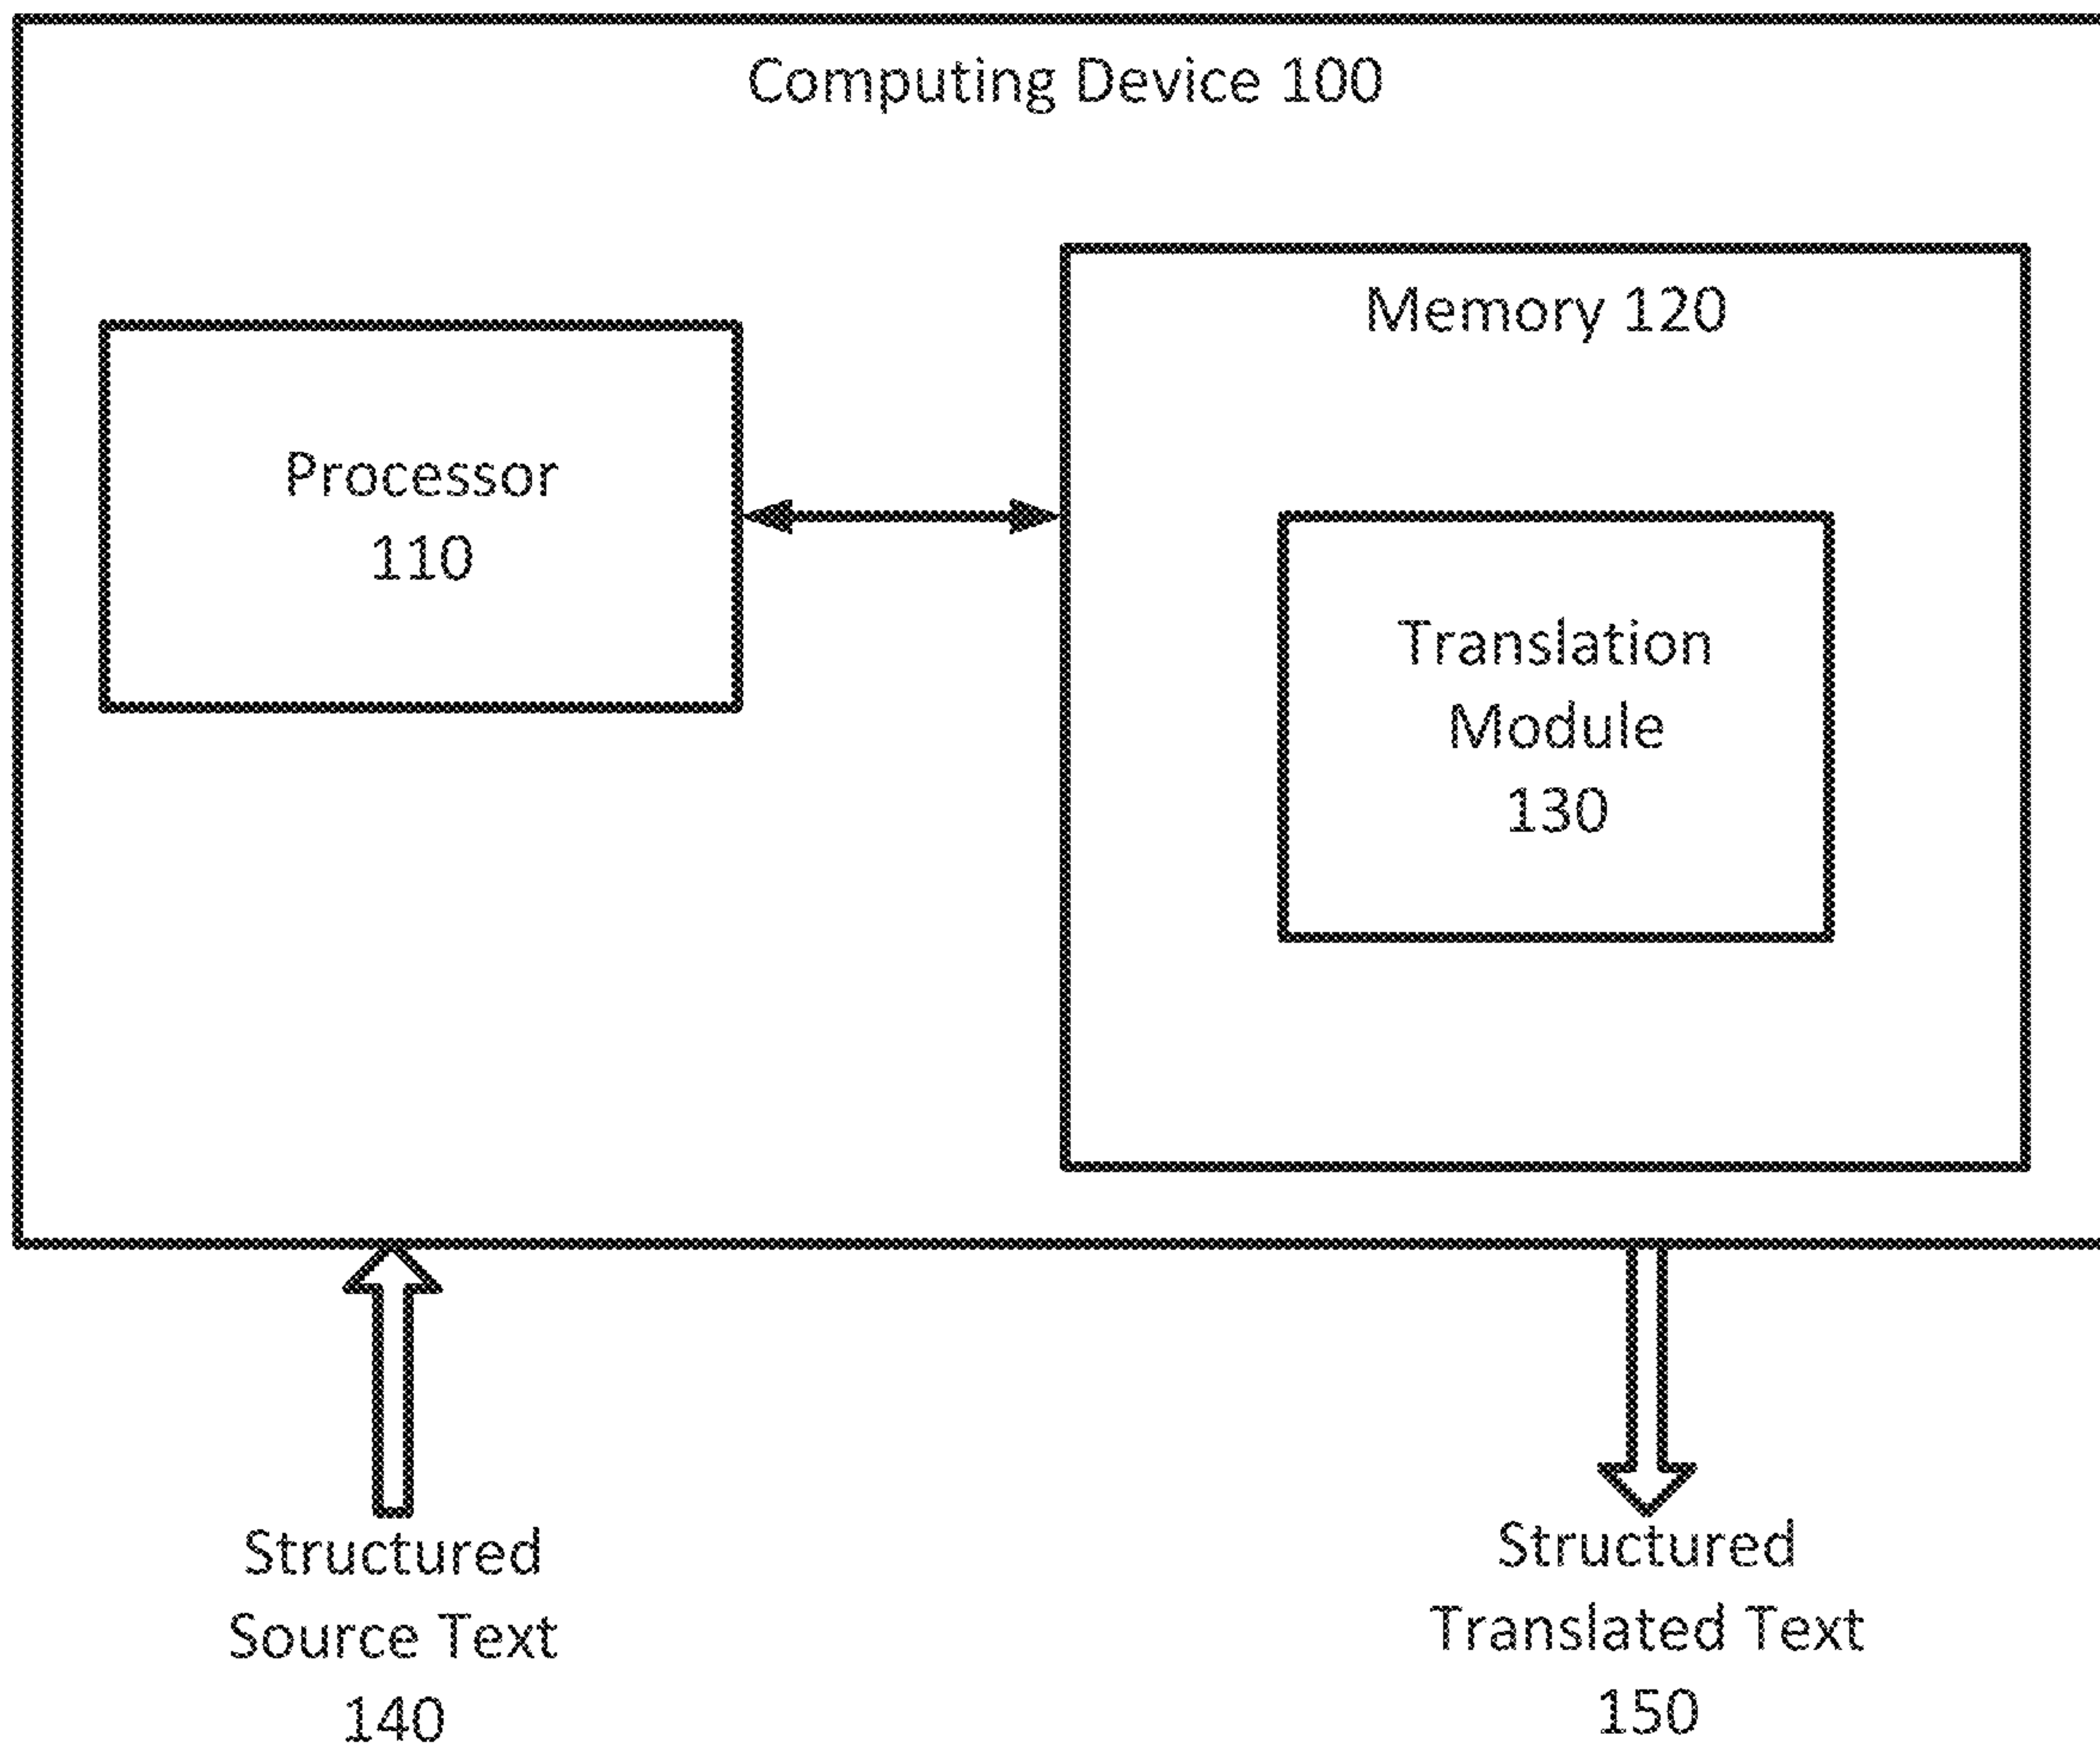 Computing Device 100
Memory 120
Processor
110
Translation
Module
130
Structured
Source Text
140
Structured
Translated Text
150